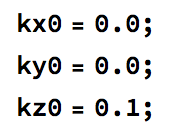 kx0 = 0.0;
ky0 = 0.0;
kz0 = 0.1;